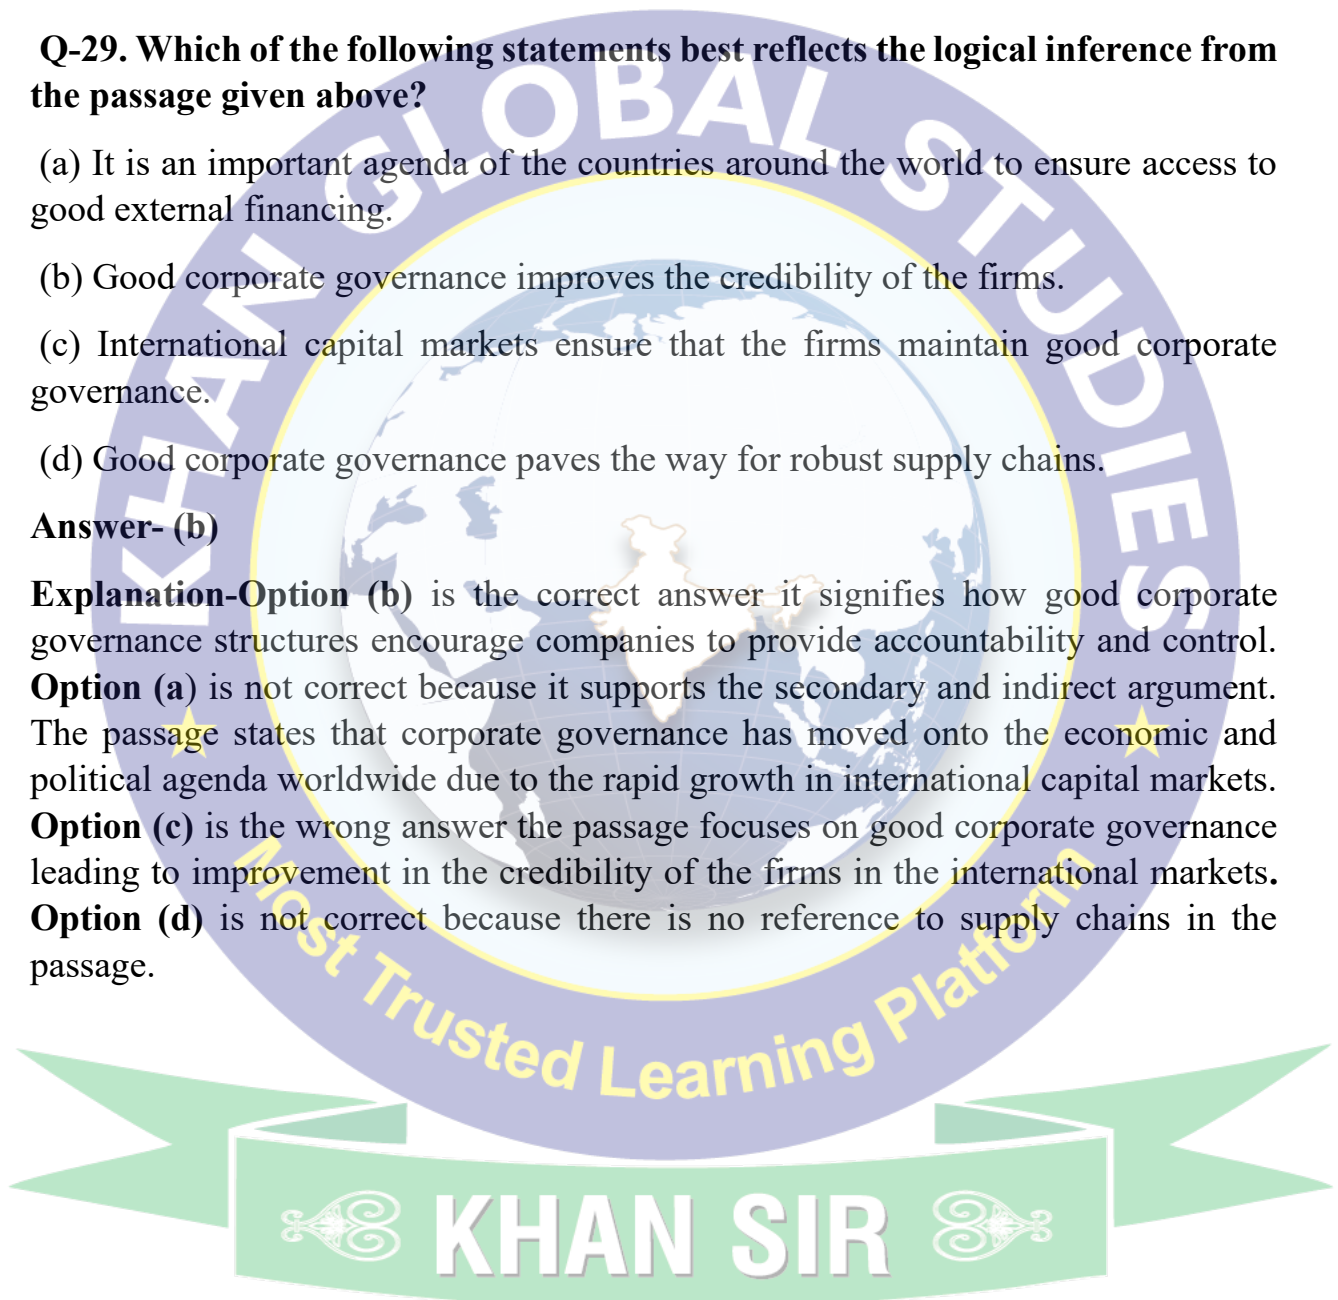 Q-29. Which of the following statements best reflects the logical inference from
the passage given above?
(a) It is an important agenda of the countries around the world to ensure access to
good external financing.
(b) Good corporate governance improves the credibility of the firms.
(c) International capital markets ensure that the firms maintain good corporate
governance.
(d) Good corporate governance paves the way for robust supply chains.
Answer- (b)
Explanation-Option (b) is the correct answer it signifies how good corporate
governance structures encourage companies to provide accountability and control.
Option (a) is not correct because it supports the secondary and indirect argument.
The passage states that corporate governance has moved onto the economic and
political agenda worldwide due to the rapid growth in international capital markets.
Option (c) is the wrong answer the passage focuses on good corporate governance
leading to improvement in the credibility of the firms in the international markets.
Option (d) is not correct because there is no reference to supply chains in the
passage.
KHAN GLOBAL STUDIES
Most Trusted Learning Platform
KHAN SIR